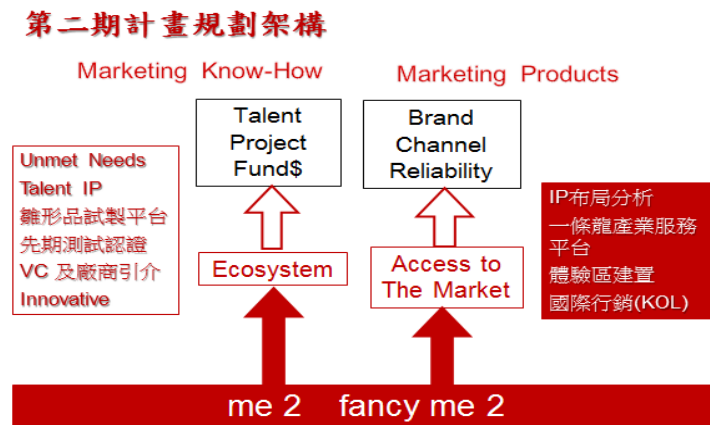 第二期計畫規劃架構
Marketing Know-How
Marketing Products
Talent
Project
Fund$
Brand
Channel
Reliability
Unmet Needs
Talent IP
雛形品試製平台
先期測試認證
VC 及廠商引介
Innovative
Ecosystem
Access to
The Market
IP布局分析
一條龍產業服務
平台
體驗區建置
國際行銷(KOL)
me 2 fancy me 2